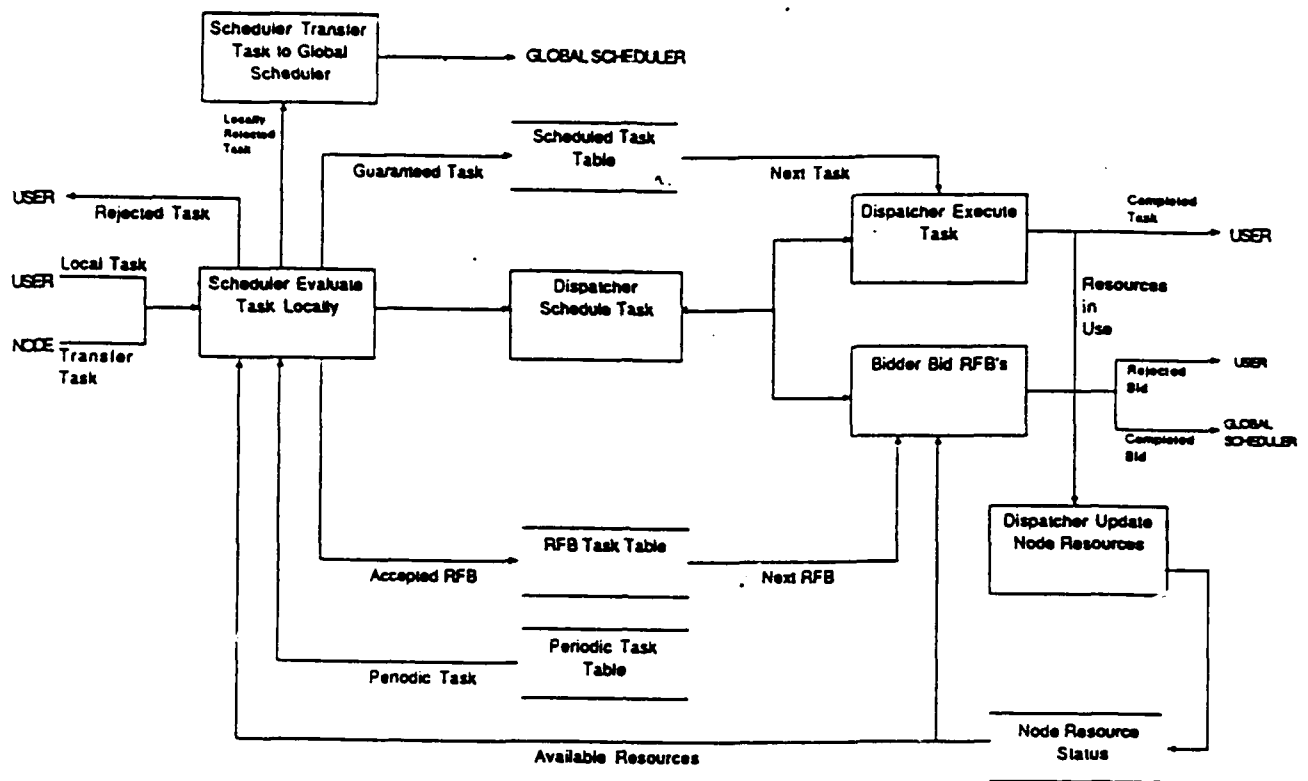 Scheduler Transfer
Task to Global
Scheduler
GLOBAL SCHEDULER
Locally
Rejected
Task
Scheduled Task
Table
Guaranteed Task
Next Task
USER
Rejected Task
Dispatcher Execute
Task
Completed
Task
USER
USER
Local Task
Scheduler Evaluate
Task Locally
Dispatcher
Schedule Task
Resources
in
Use
NODE
Transfer
Task
Bidder Bid RFB's
Rejected
Bid
USER
Completed
Bid
GLOBAL
SCHEDULER
Dispatcher Update
Node Resources
RFB Task Table
Accepted RFB
Next RFB
Periodic Task
Table
Periodic Task
Node Resource
Status
Available Resources